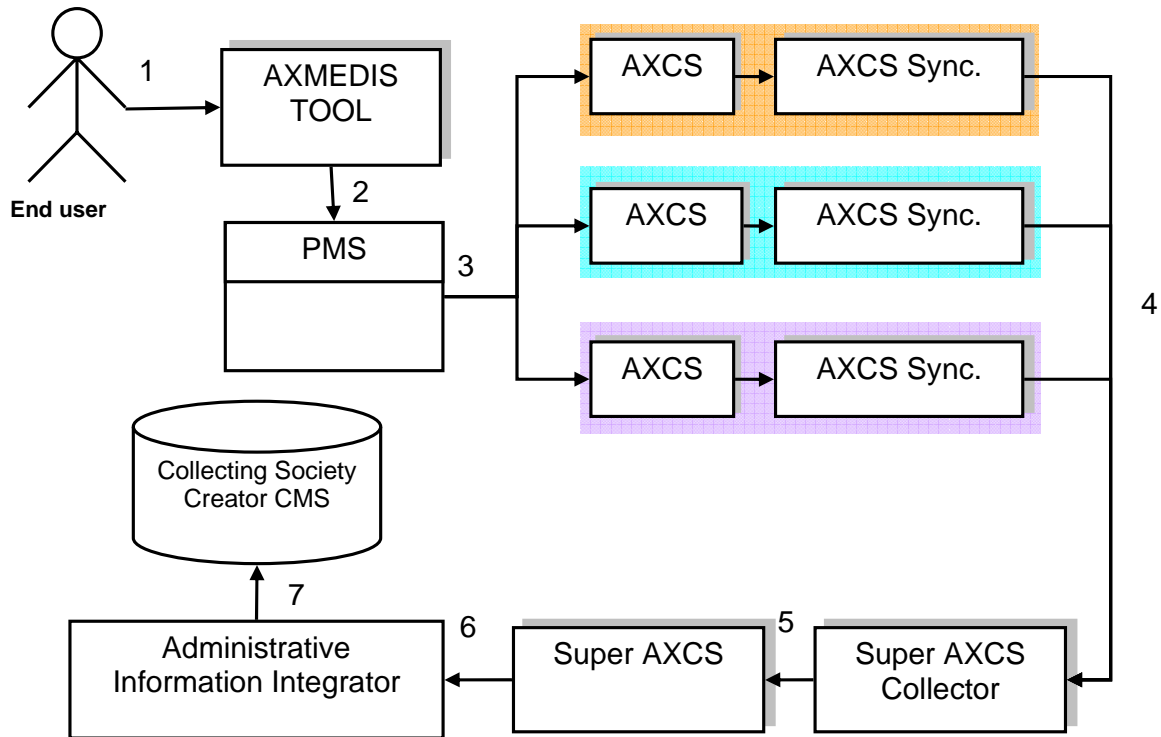 1
AXMEDIS
TOOL
End user
2
PMS
3
AXCS
AXCS Sync.
AXCS
AXCS Sync.
AXCS
AXCS Sync.
4
Collecting Society
Creator CMS
7
Administrative
Information Integrator
6
Super AXCS
5
Super AXCS
Collector